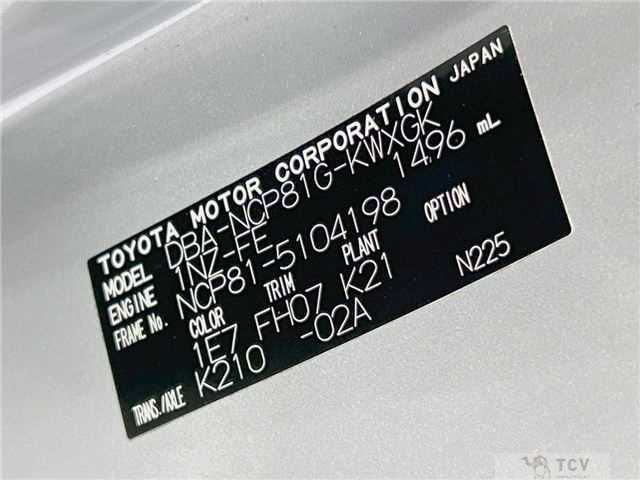 TOYOTA MOTOR CORPORATION JAPAN
MODEL DBA-NCP81G-KWXGK
ENGINE 1NZ-FE 1496 mL
FRAME No. NCP81-5104198
COLOR TRIM PLANT OPTION
1E7 FH07 K21 N225
TRANS./AXLE K210 -02A
TCV